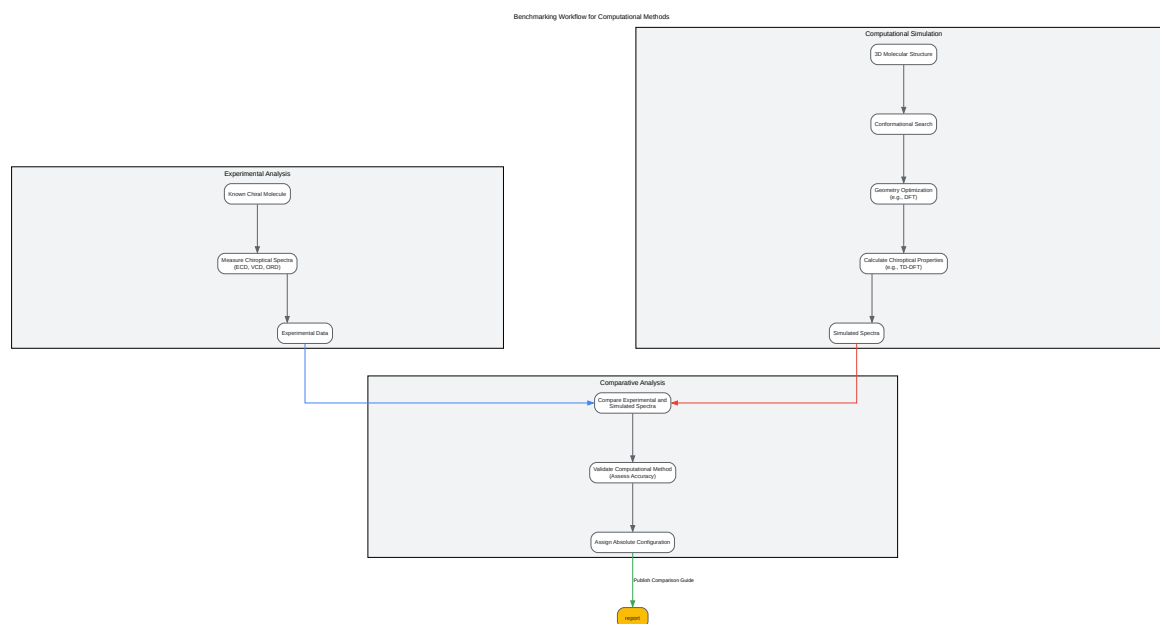 Benchmarking Workflow for Computational Methods
Computational Simulation
3D Molecular Structure
Conformational Search
Geometry Optimization
(e.g., DFT)
Calculate Chiroptical Properties
(e.g., TD-DFT)
Simulated Spectra
Experimental Analysis
Known Chiral Molecule
Measure Chiroptical Spectra
(ECD, VCD, ORD)
Experimental Data
Comparative Analysis
Compare Experimental and
Simulated Spectra
Validate Computational Method
(Assess Accuracy)
Assign Absolute Configuration
Publish Comparison Guide
report